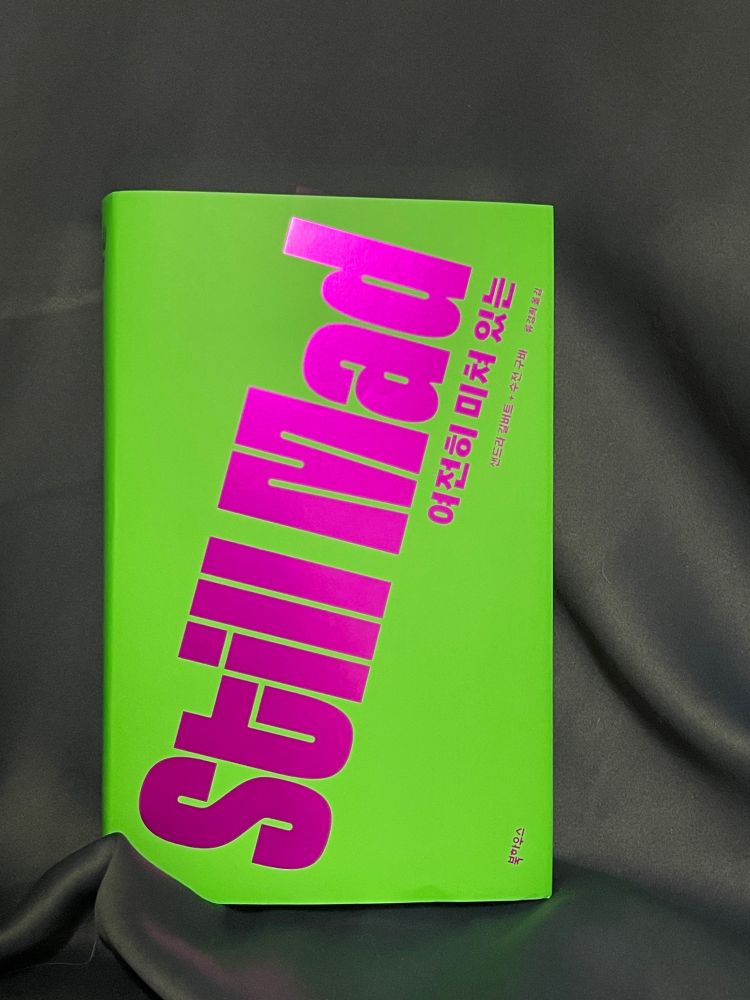 Still Mad
여전히 미쳐 있는
샌드라 길버트 + 수전 구바
류경희 옮김
북하우스